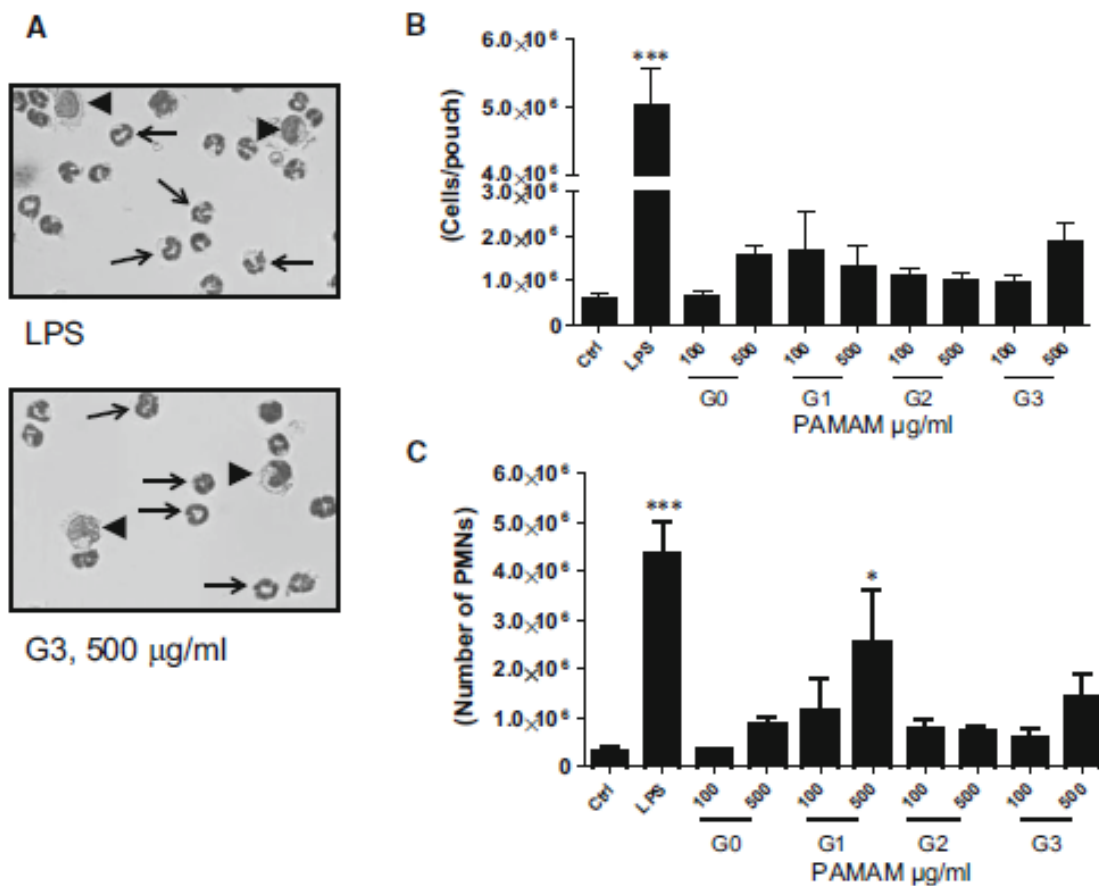 A
LPS
G3, 500 µg/ml
B
(Cells/pouch)
6.0×10⁶
5.0×10⁶
4.0×10⁶
3.0×10⁶
2.0×10⁶
1.0×10⁶
0
***
Ctrl LPS 100 500 100 500 100 500 100 500
G0 G1 G2 G3
PAMAM µg/ml
C
(Number of PMNs)
6.0×10⁶
5.0×10⁶
4.0×10⁶
3.0×10⁶
2.0×10⁶
1.0×10⁶
0
***
*
Ctrl LPS 100 500 100 500 100 500 100 500
G0 G1 G2 G3
PAMAM µg/ml